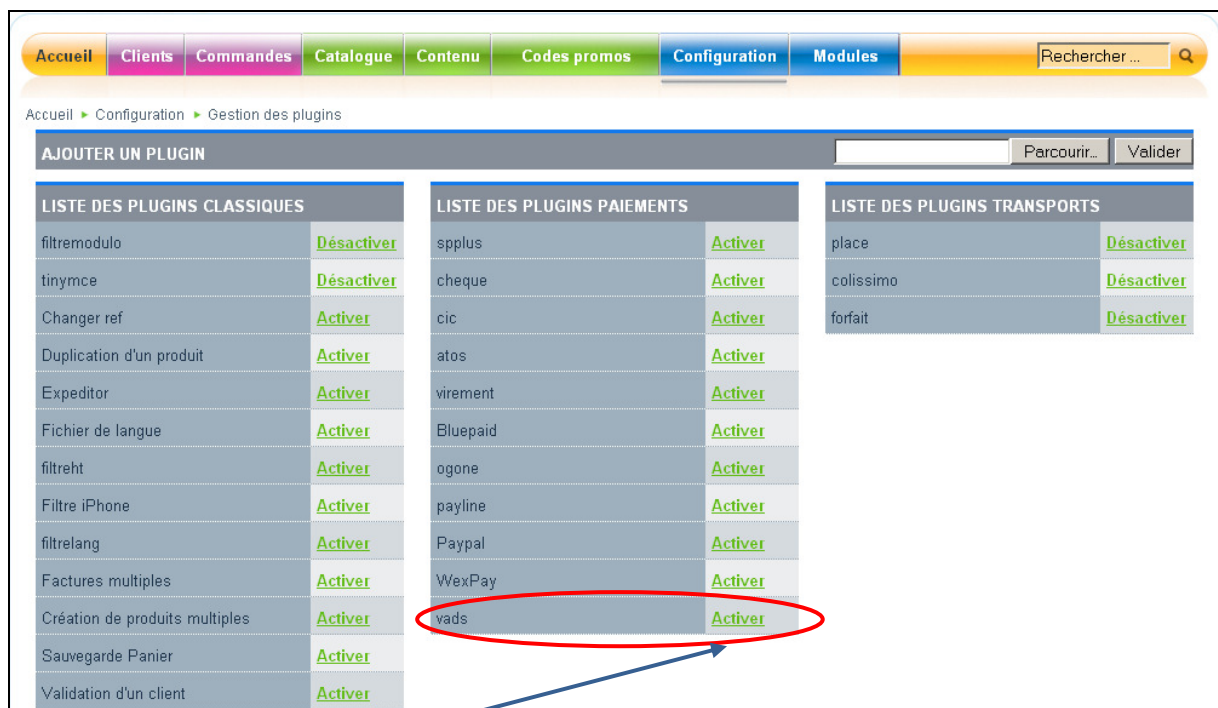 Accueil Clients Commandes Catalogue Contenu Codes promos Configuration Modules Rechercher ...
Accueil ▸ Configuration ▸ Gestion des plugins
AJOUTER UN PLUGIN Parcourir... Valider
LISTE DES PLUGINS CLASSIQUES
filtremodulo Désactiver
tinymce Désactiver
Changer ref Activer
Duplication d'un produit Activer
Expeditor Activer
Fichier de langue Activer
filtreht Activer
Filtre iPhone Activer
filtrelang Activer
Factures multiples Activer
Création de produits multiples Activer
Sauvegarde Panier Activer
Validation d'un client Activer
LISTE DES PLUGINS PAIEMENTS
spplus Activer
cheque Activer
cic Activer
atos Activer
virement Activer
Bluepaid Activer
ogone Activer
payline Activer
Paypal Activer
WexPay Activer
vads Activer
LISTE DES PLUGINS TRANSPORTS
place Désactiver
colissimo Désactiver
forfait Désactiver